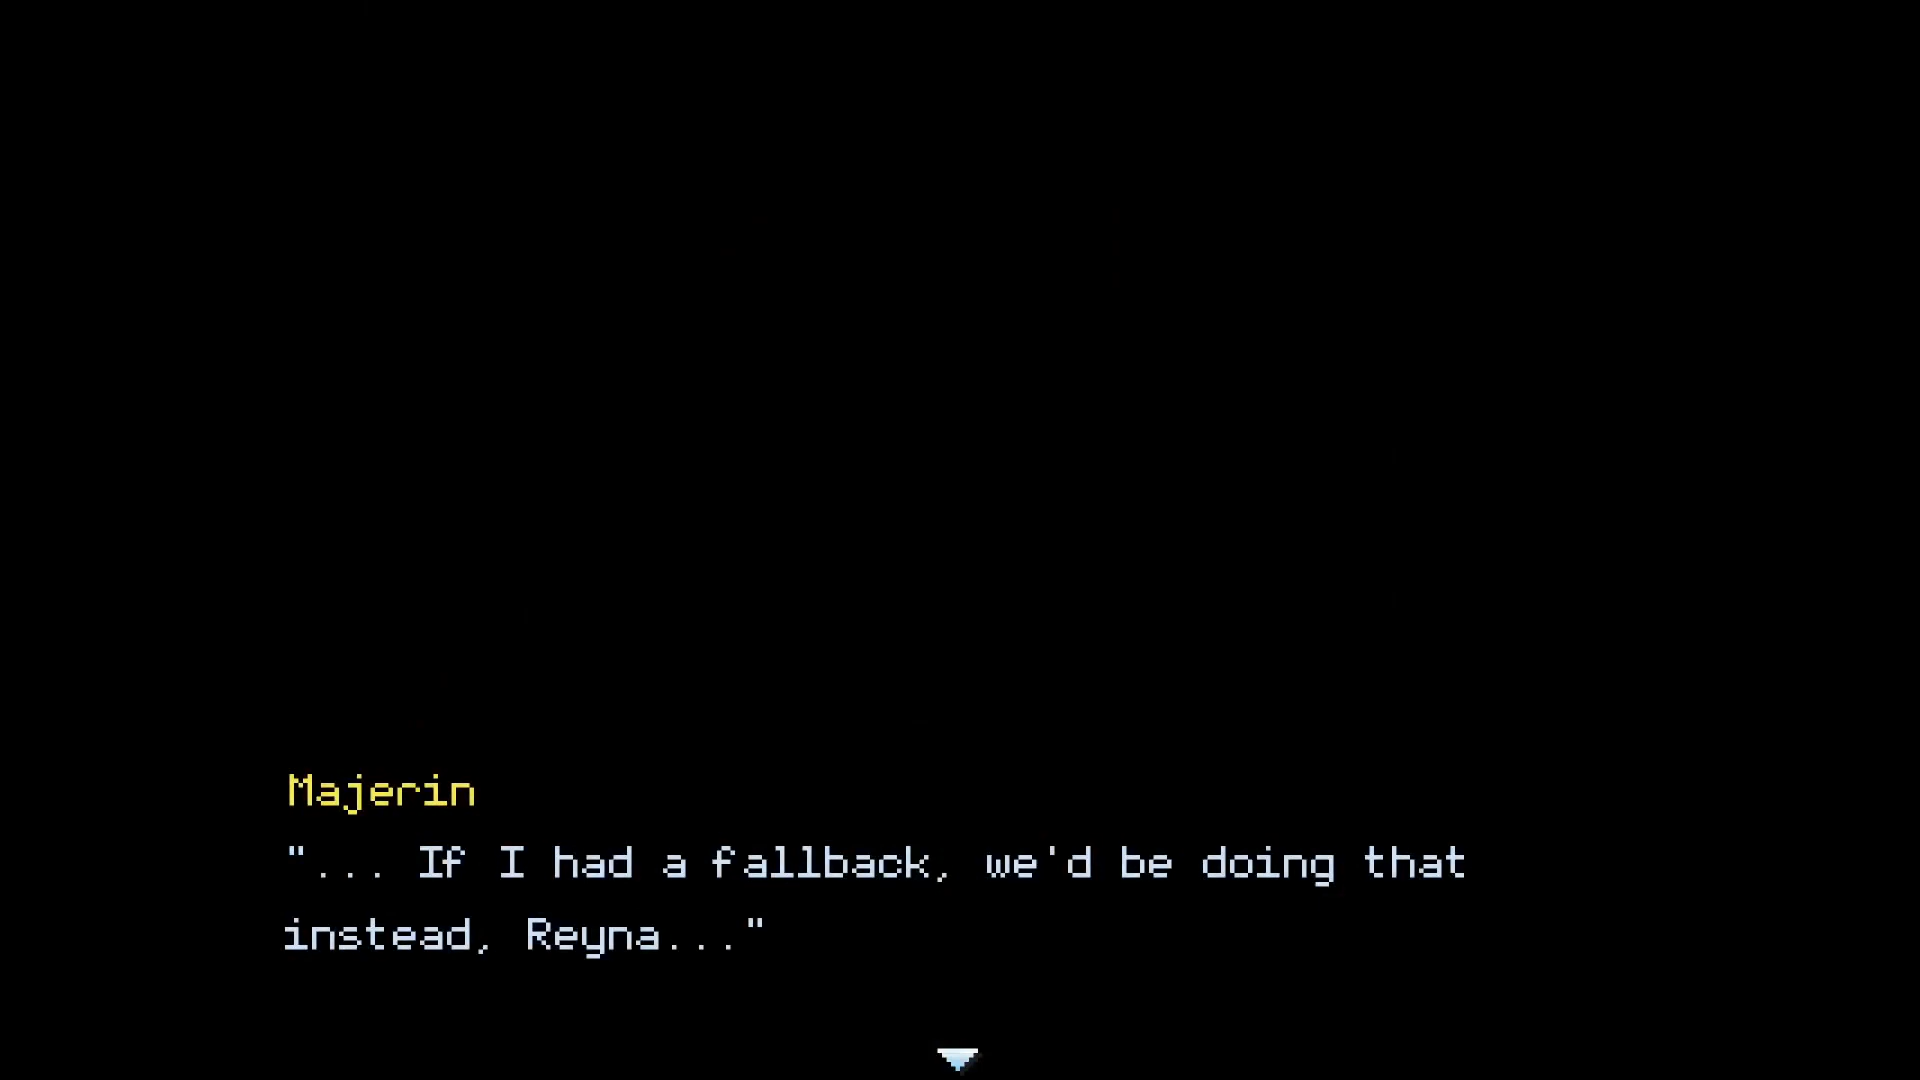 Majerin
"... If I had a fallback, we'd be doing that
instead, Reyna..."